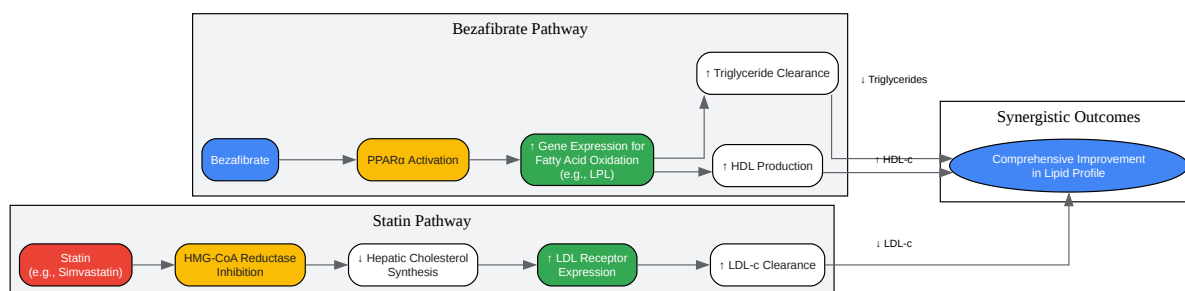 Bezafibrate Pathway
↑ Triglyceride Clearance
↓ Triglycerides
Bezafibrate
PPARα Activation
↑ Gene Expression for
Fatty Acid Oxidation
(e.g., LPL)
↑ HDL Production
↑ HDL-c
Synergistic Outcomes
Comprehensive Improvement
in Lipid Profile
Statin Pathway
Statin
(e.g., Simvastatin)
HMG-CoA Reductase
Inhibition
↓ Hepatic Cholesterol
Synthesis
↑ LDL Receptor
Expression
↑ LDL-c Clearance
↓ LDL-c